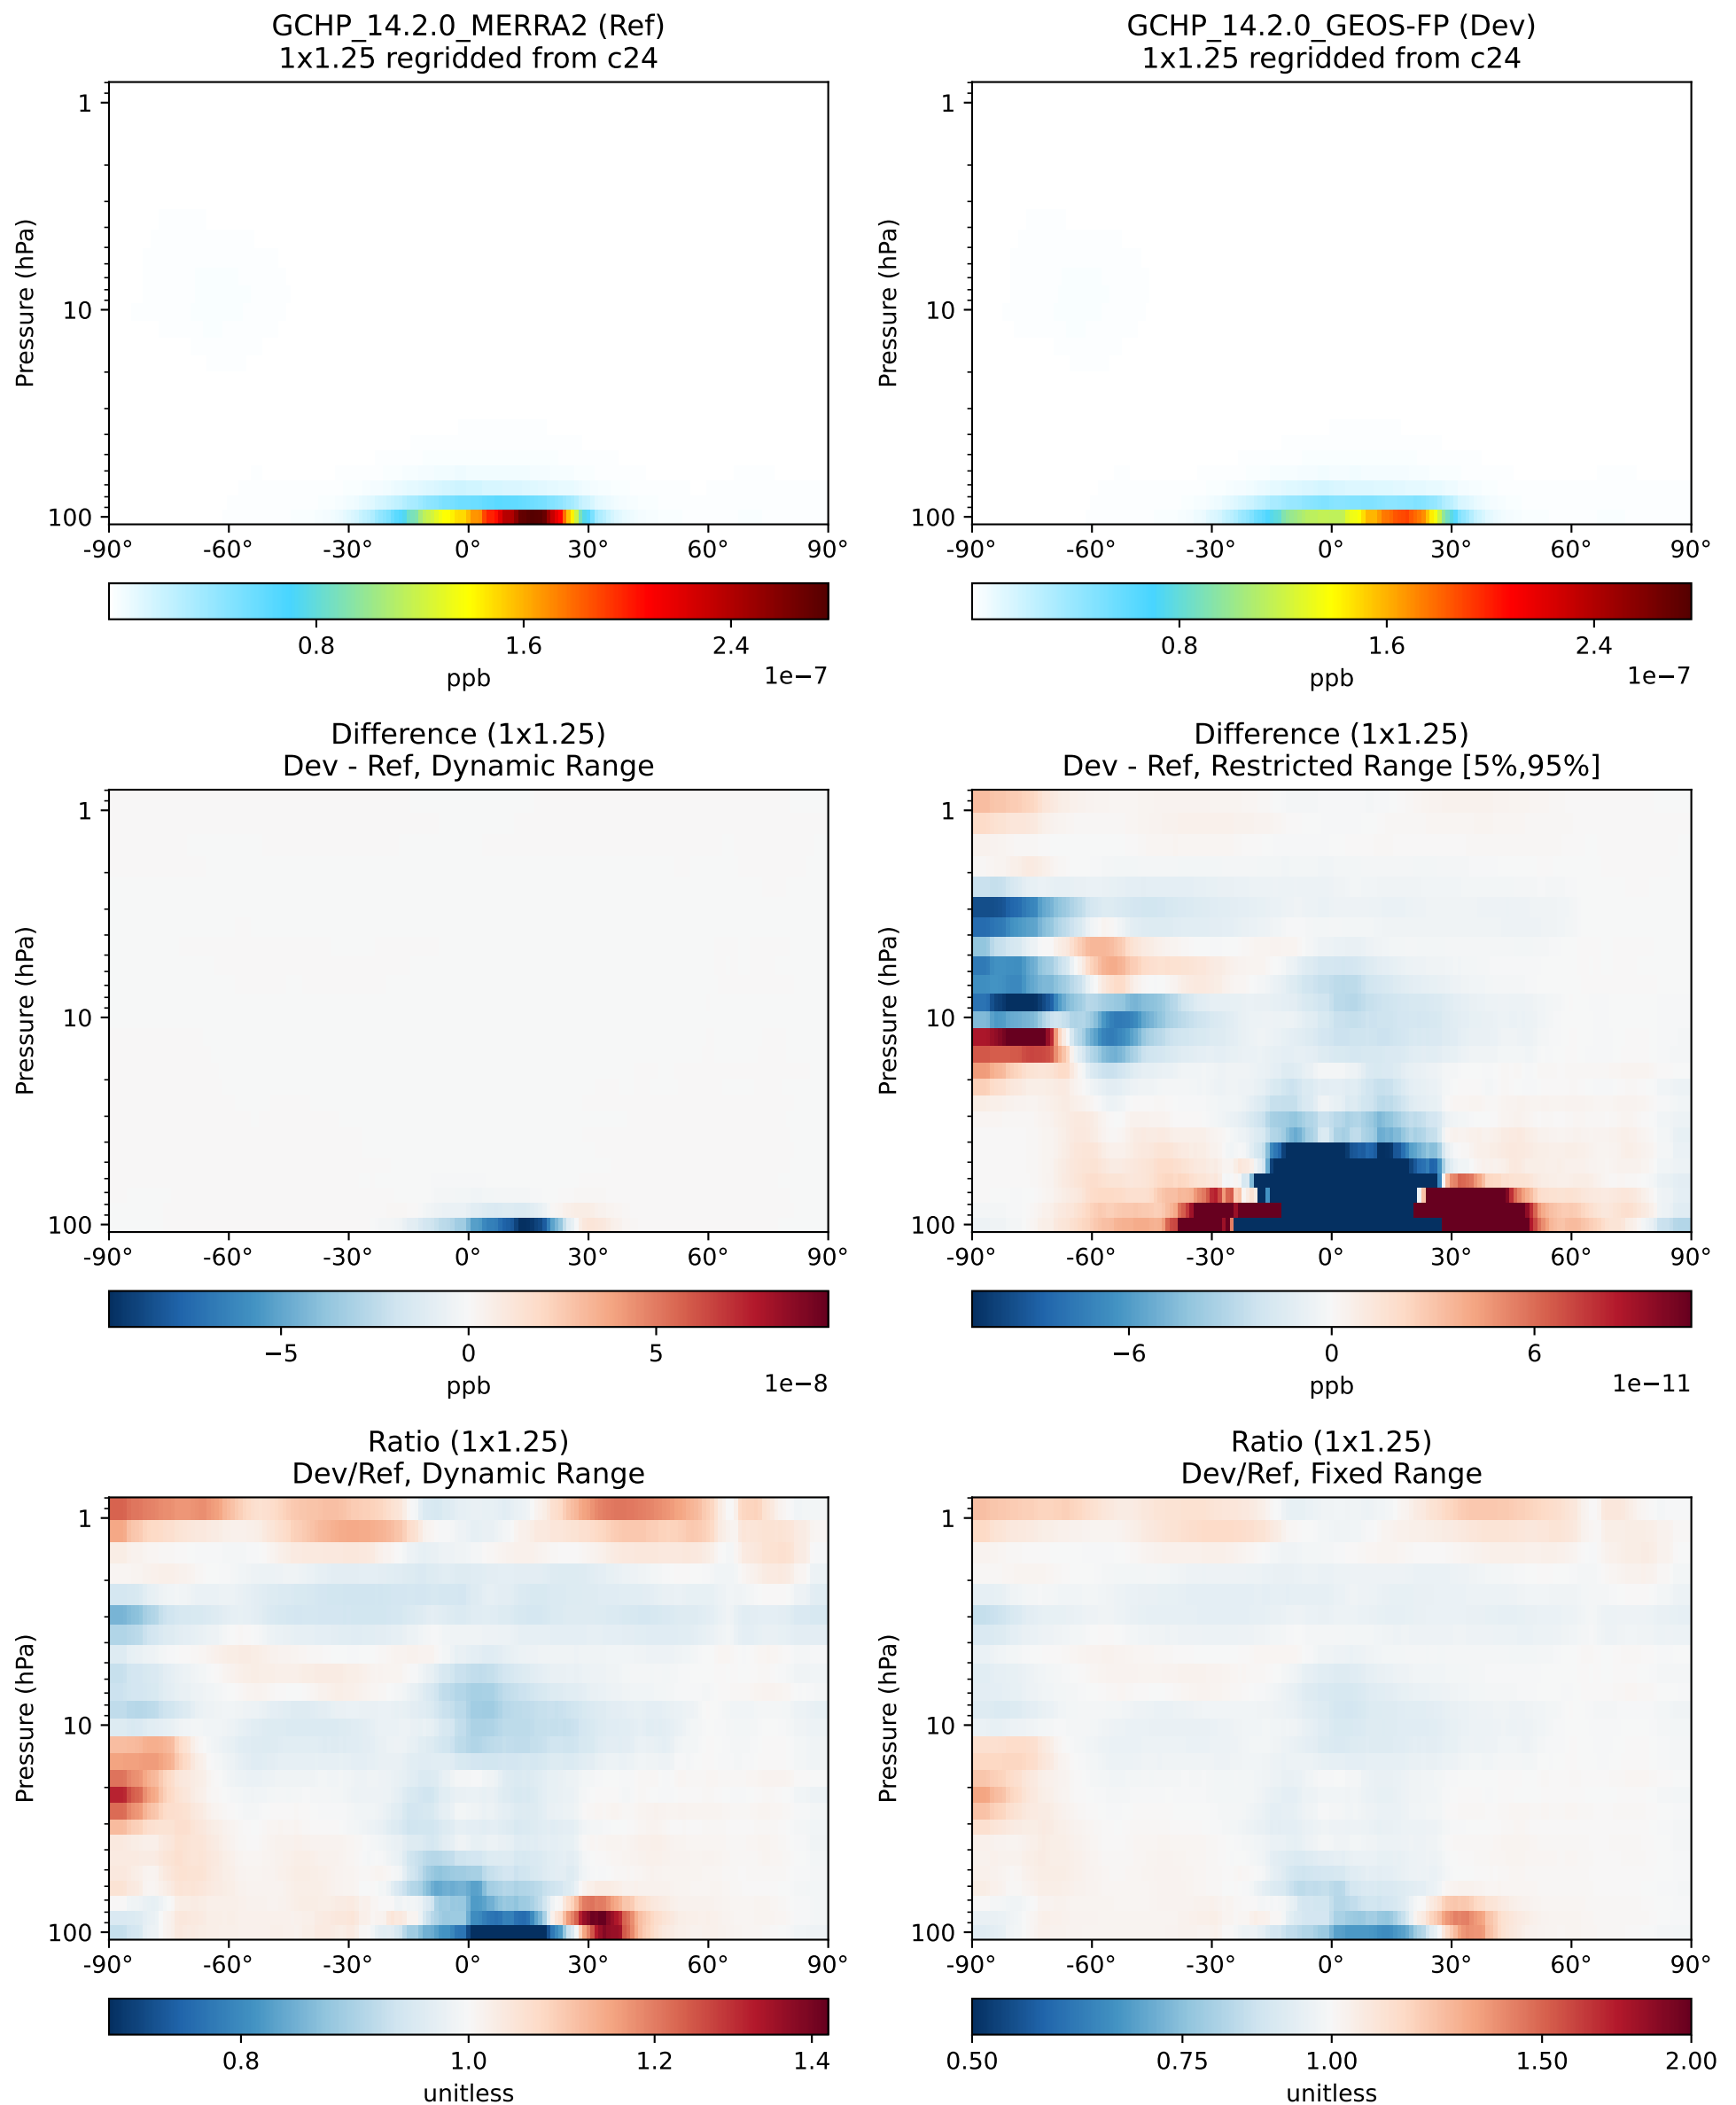 GCHP_14.2.0_MERRA2 (Ref)
1x1.25 regridded from c24
Pressure (hPa)
1
10
100
-90°
-60°
-30°
0°
30°
60°
90°
0.8
1.6
2.4
1e−7
ppb
GCHP_14.2.0_GEOS-FP (Dev)
1x1.25 regridded from c24
Pressure (hPa)
1
10
100
-90°
-60°
-30°
0°
30°
60°
90°
0.8
1.6
2.4
1e−7
ppb
Difference (1x1.25)
Dev - Ref, Dynamic Range
Pressure (hPa)
1
10
100
-90°
-60°
-30°
0°
30°
60°
90°
−5
0
5
1e−8
ppb
Difference (1x1.25)
Dev - Ref, Restricted Range [5%,95%]
Pressure (hPa)
1
10
100
-90°
-60°
-30°
0°
30°
60°
90°
−6
0
6
1e−11
ppb
Ratio (1x1.25)
Dev/Ref, Dynamic Range
Pressure (hPa)
1
10
100
-90°
-60°
-30°
0°
30°
60°
90°
0.8
1.0
1.2
1.4
unitless
Ratio (1x1.25)
Dev/Ref, Fixed Range
Pressure (hPa)
1
10
100
-90°
-60°
-30°
0°
30°
60°
90°
0.50
0.75
1.00
1.50
2.00
unitless